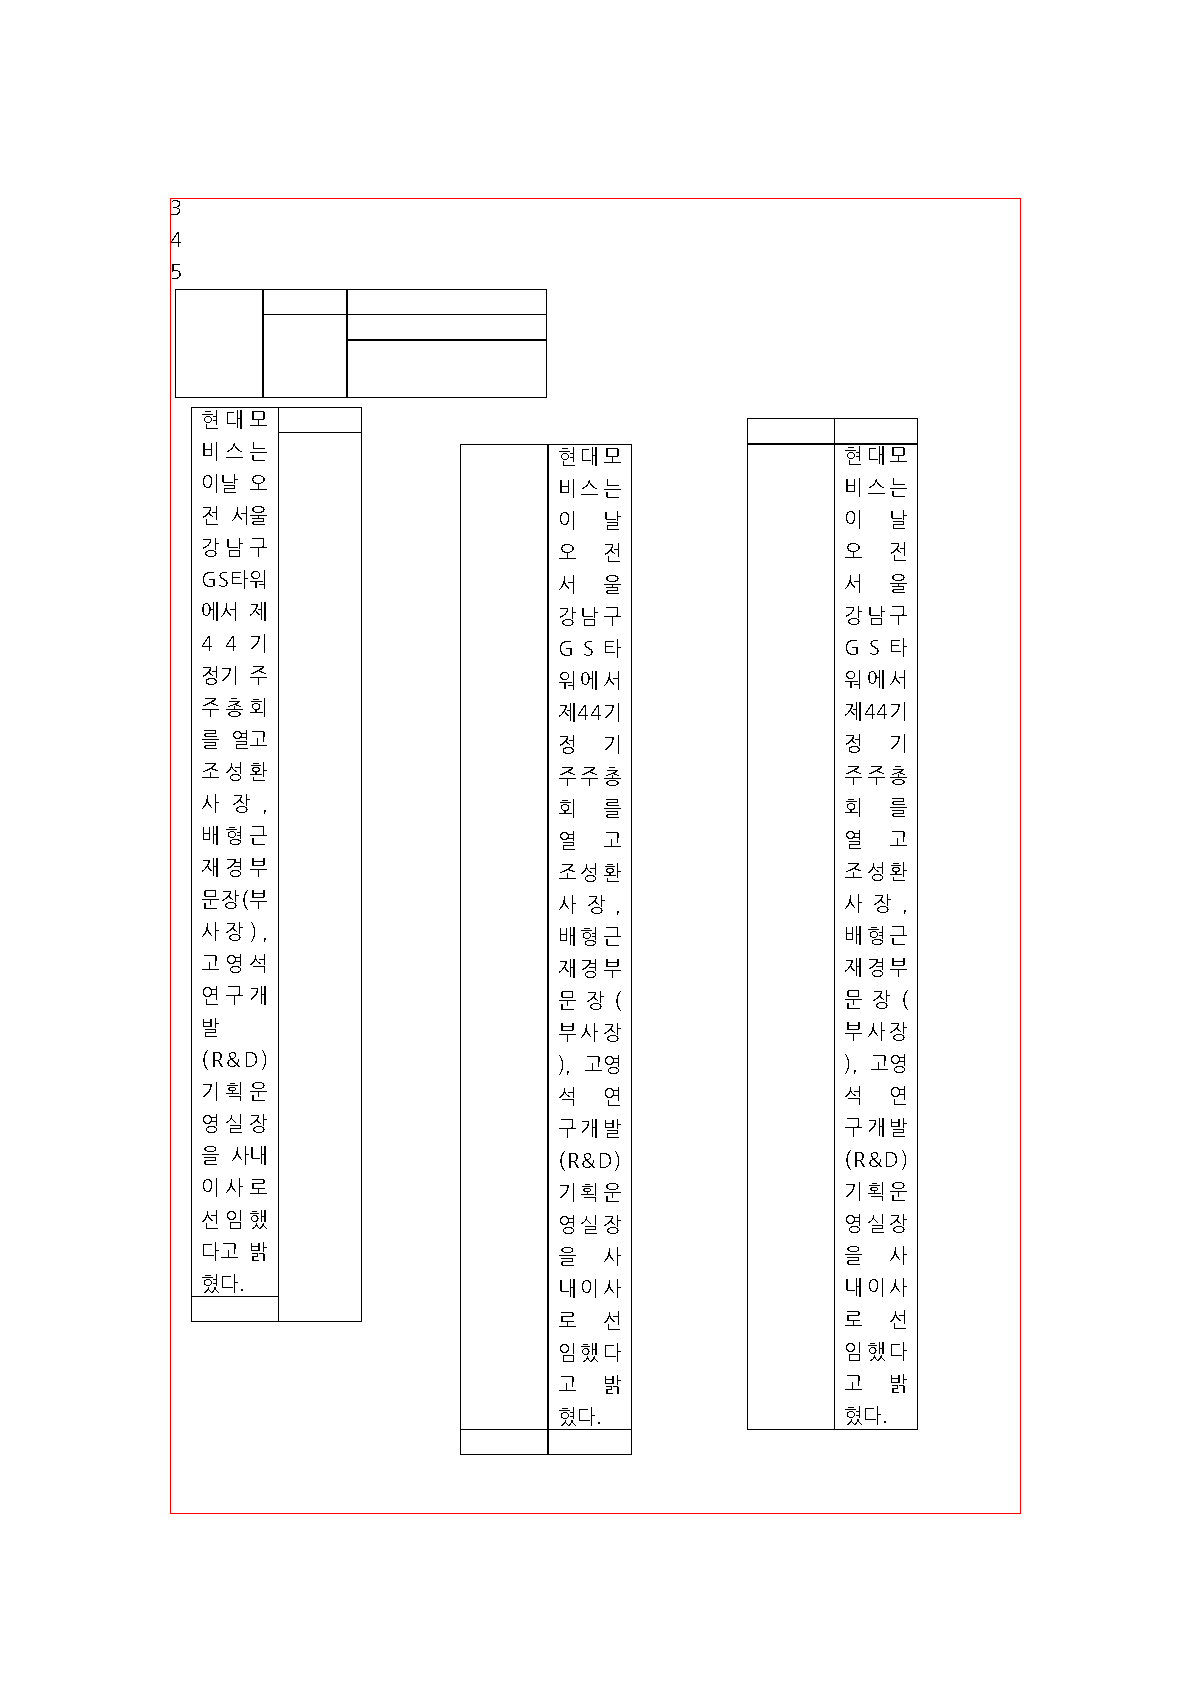 3
4
5
현대모
비스는
이날 오
전 서울
강남구
GS타워
에서 제
44기
정기 주
주총회
를 열고
조성환
사장,
배형근
재경부
문장(부
사장),
고영석
연구개
발
(R&D)
기획운
영실장
을 사내
이사로
선임했
다고 밝
혔다.
현대모
비스는
이 날
오 전
서 울
강남구
GS타
워에서
제44기
정 기
주주총
회 를
열 고
조성환
사장,
배형근
재경부
문장(
부사장
), 고영
석 연
구개발
(R&D)
기획운
영실장
을 사
내이사
로 선
임했다
고 밝
혔다.
현대모
비스는
이 날
오 전
서 울
강남구
GS타
워에서
제44기
정 기
주주총
회 를
열 고
조성환
사장,
배형근
재경부
문장(
부사장
), 고영
석 연
구개발
(R&D)
기획운
영실장
을 사
내이사
로 선
임했다
고 밝
혔다.